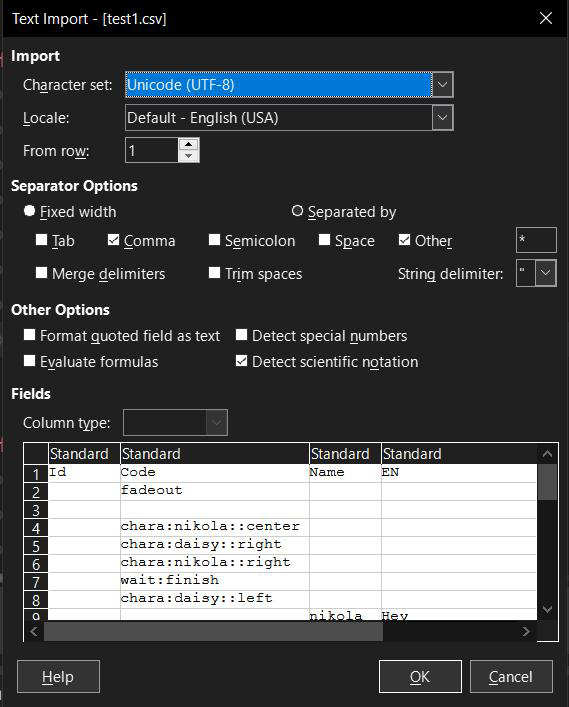 Text Import - [test1.csv]
Import
Character set: Unicode (UTF-8)
Locale: Default - English (USA)
From row: 1
Separator Options
Fixed width Separated by
Tab Comma Semicolon Space Other *
Merge delimiters Trim spaces String delimiter: "
Other Options
Format quoted field as text Detect special numbers
Evaluate formulas Detect scientific notation
Fields
Column type:
Standard Standard Standard Standard
1 Id Code Name EN
2 fadeout
3
4 chara:nikola::center
5 chara:daisy::right
6 chara:nikola::right
7 wait:finish
8 chara:daisy::left
9 nikola Hey
Help OK Cancel